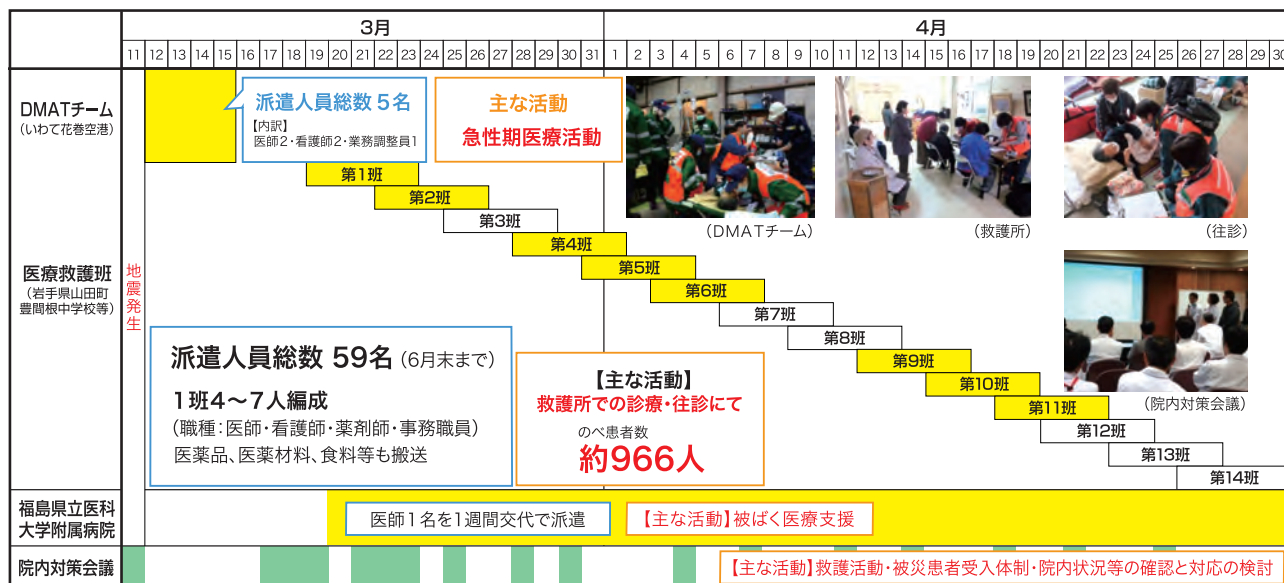 3月
4月
11 12 13 14 15 16 17 18 19 20 21 22 23 24 25 26 27 28 29 30 31 1 2 3 4 5 6 7 8 9 10 11 12 13 14 15 16 17 18 19 20 21 22 23 24 25 26 27 28 29 30
DMATチーム
(いわて花巻空港)
派遣人員総数 5名
【内訳】
医師2・看護師2・業務調整員1
主な活動
急性期医療活動
(DMATチーム)
(救護所)
(往診)
医療救護班
(岩手県山田町
豊間根中学校等)
地震発生
第1班
第2班
第3班
第4班
第5班
第6班
第7班
第8班
第9班
第10班
第11班
第12班
第13班
第14班
(院内対策会議)
派遣人員総数 59名 (6月末まで)
1班4〜7人編成
(職種:医師・看護師・薬剤師・事務職員)
医薬品、医薬材料、食料等も搬送
【主な活動】
救護所での診療・往診にて
のべ患者数
約966人
福島県立医科
大学附属病院
医師1名を1週間交代で派遣
【主な活動】被ばく医療支援
院内対策会議
【主な活動】救護活動・被災患者受入体制・院内状況等の確認と対応の検討